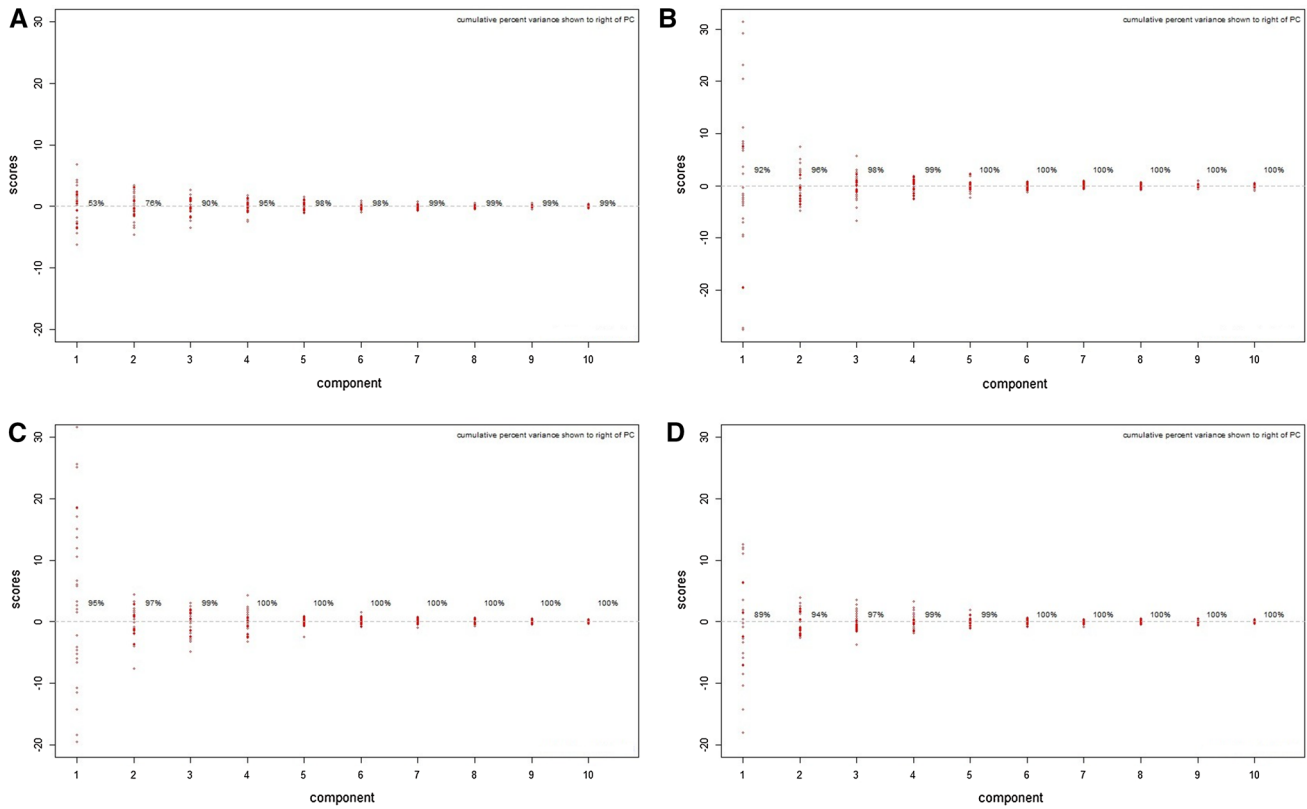 A
cumulative percent variance shown to right of PC
scores
30
20
10
0
-10
-20
53% 76% 90% 95% 98% 98% 99% 99% 99% 99%
1 2 3 4 5 6 7 8 9 10
component
B
cumulative percent variance shown to right of PC
scores
30
20
10
0
-10
-20
92% 96% 98% 99% 100% 100% 100% 100% 100% 100%
1 2 3 4 5 6 7 8 9 10
component
C
cumulative percent variance shown to right of PC
scores
30
20
10
0
-10
-20
95% 97% 99% 100% 100% 100% 100% 100% 100% 100%
1 2 3 4 5 6 7 8 9 10
component
D
cumulative percent variance shown to right of PC
scores
30
20
10
0
-10
-20
89% 94% 97% 99% 99% 100% 100% 100% 100% 100%
1 2 3 4 5 6 7 8 9 10
component